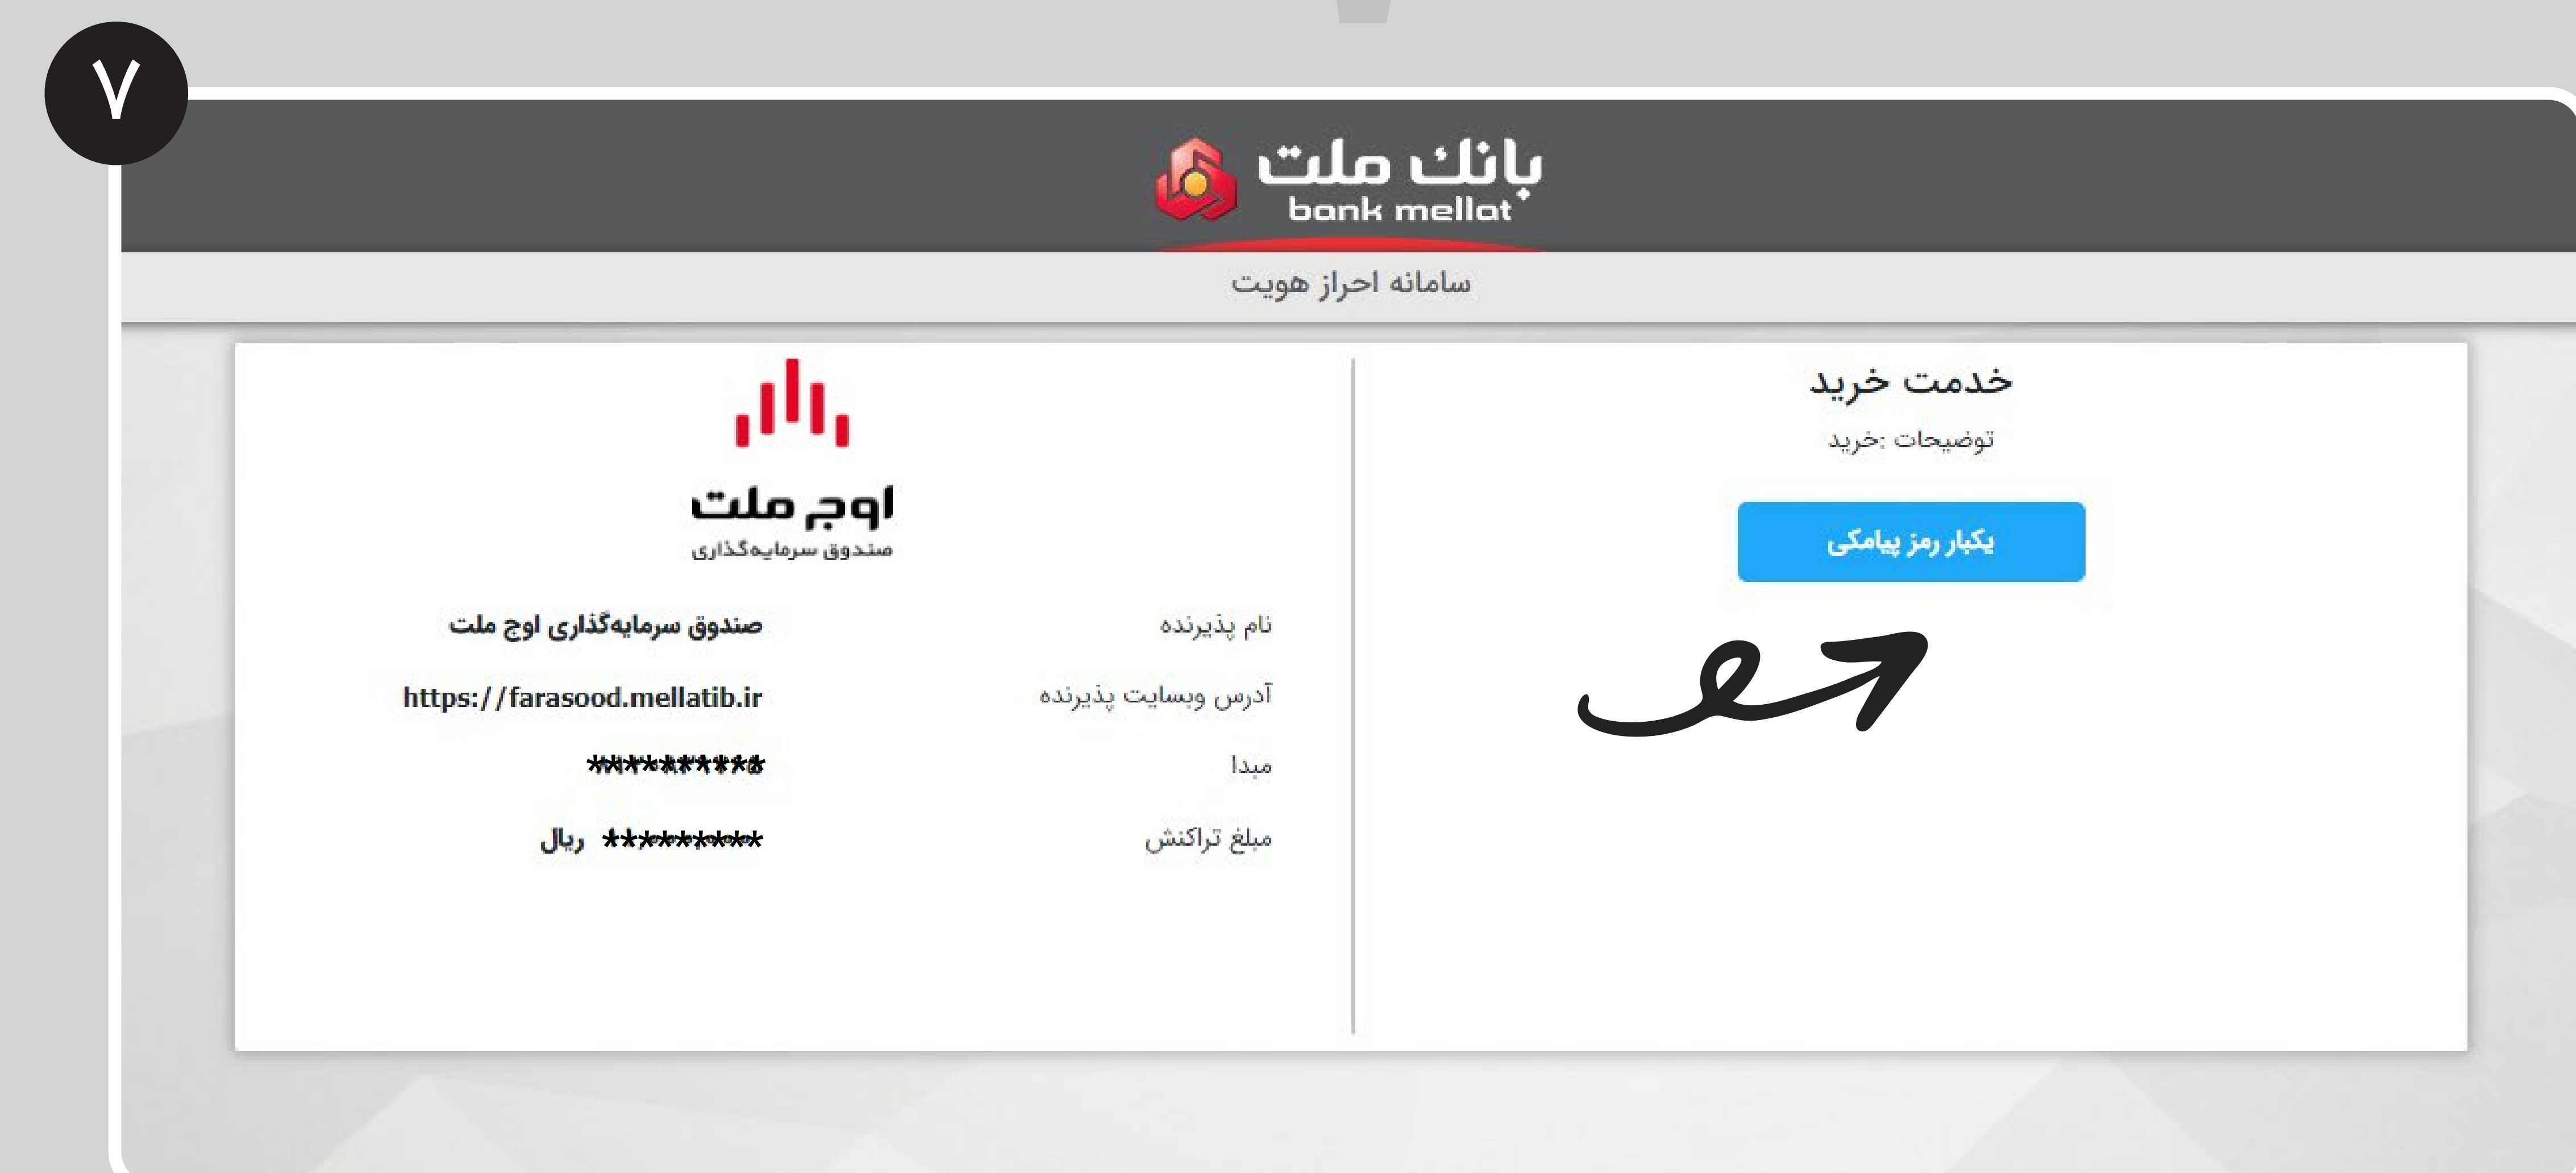 ۷
بانك ملت
bank mellat
سامانه احراز هویت
خدمت خرید
توضیحات :خرید
یکبار رمز پیامکی
اوج ملت
صندوق سرمایه‌گذاری
نام پذیرنده صندوق سرمایه‌گذاری اوج ملت
آدرس وبسایت پذیرنده https://farasood.mellatib.ir
مبدا **********
مبلغ تراکنش ********* ریال